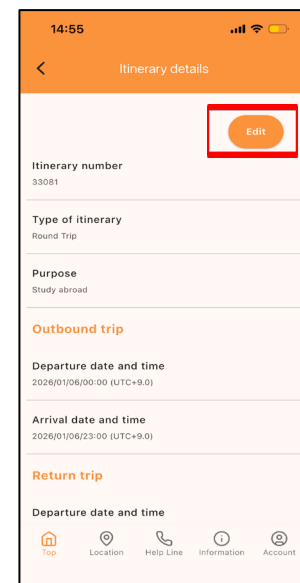 14:55
Itinerary details
Edit
Itinerary number
33081
Type of itinerary
Round Trip
Purpose
Study abroad
Outbound trip
Departure date and time
2026/01/06/00:00 (UTC+9.0)
Arrival date and time
2026/01/06/23:00 (UTC+9.0)
Return trip
Departure date and time
Top Location Help Line Information Account